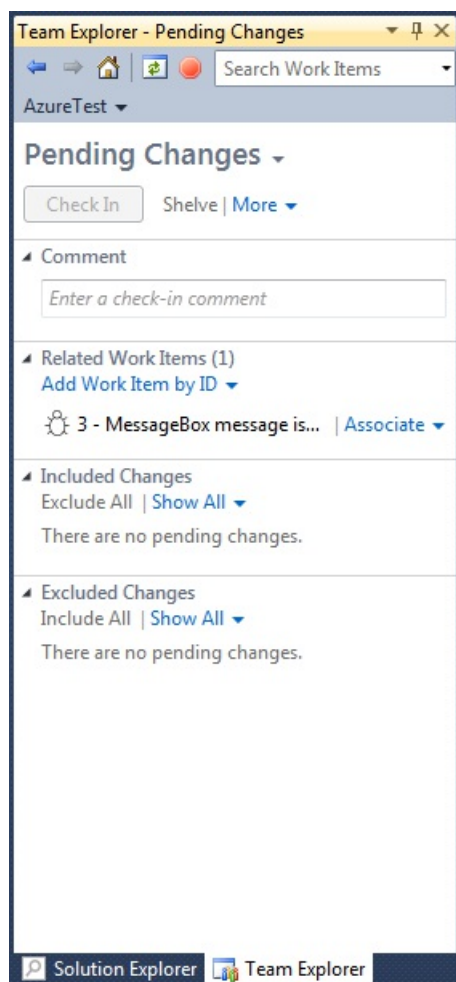 Team Explorer - Pending Changes
Search Work Items
AzureTest
Pending Changes
Check In Shelve | More
Comment
Enter a check-in comment
Related Work Items (1)
Add Work Item by ID
3 - MessageBox message is... | Associate
Included Changes
Exclude All | Show All
There are no pending changes.
Excluded Changes
Include All | Show All
There are no pending changes.
Solution Explorer Team Explorer